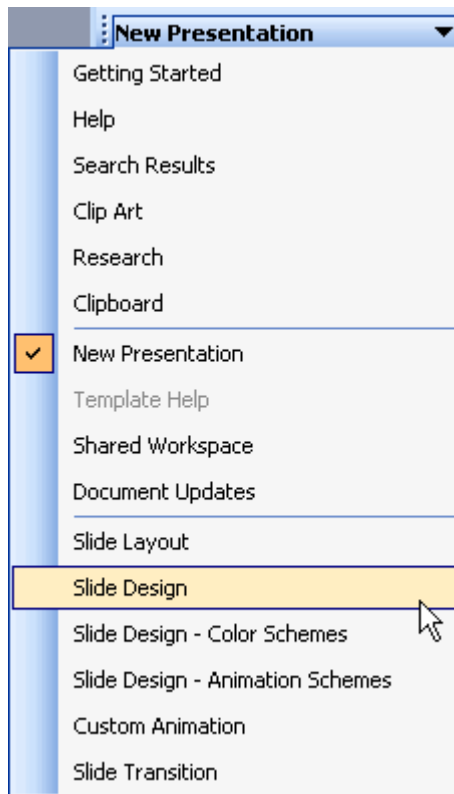 New Presentation
Getting Started
Help
Search Results
Clip Art
Research
Clipboard
New Presentation
Template Help
Shared Workspace
Document Updates
Slide Layout
Slide Design
Slide Design - Color Schemes
Slide Design - Animation Schemes
Custom Animation
Slide Transition